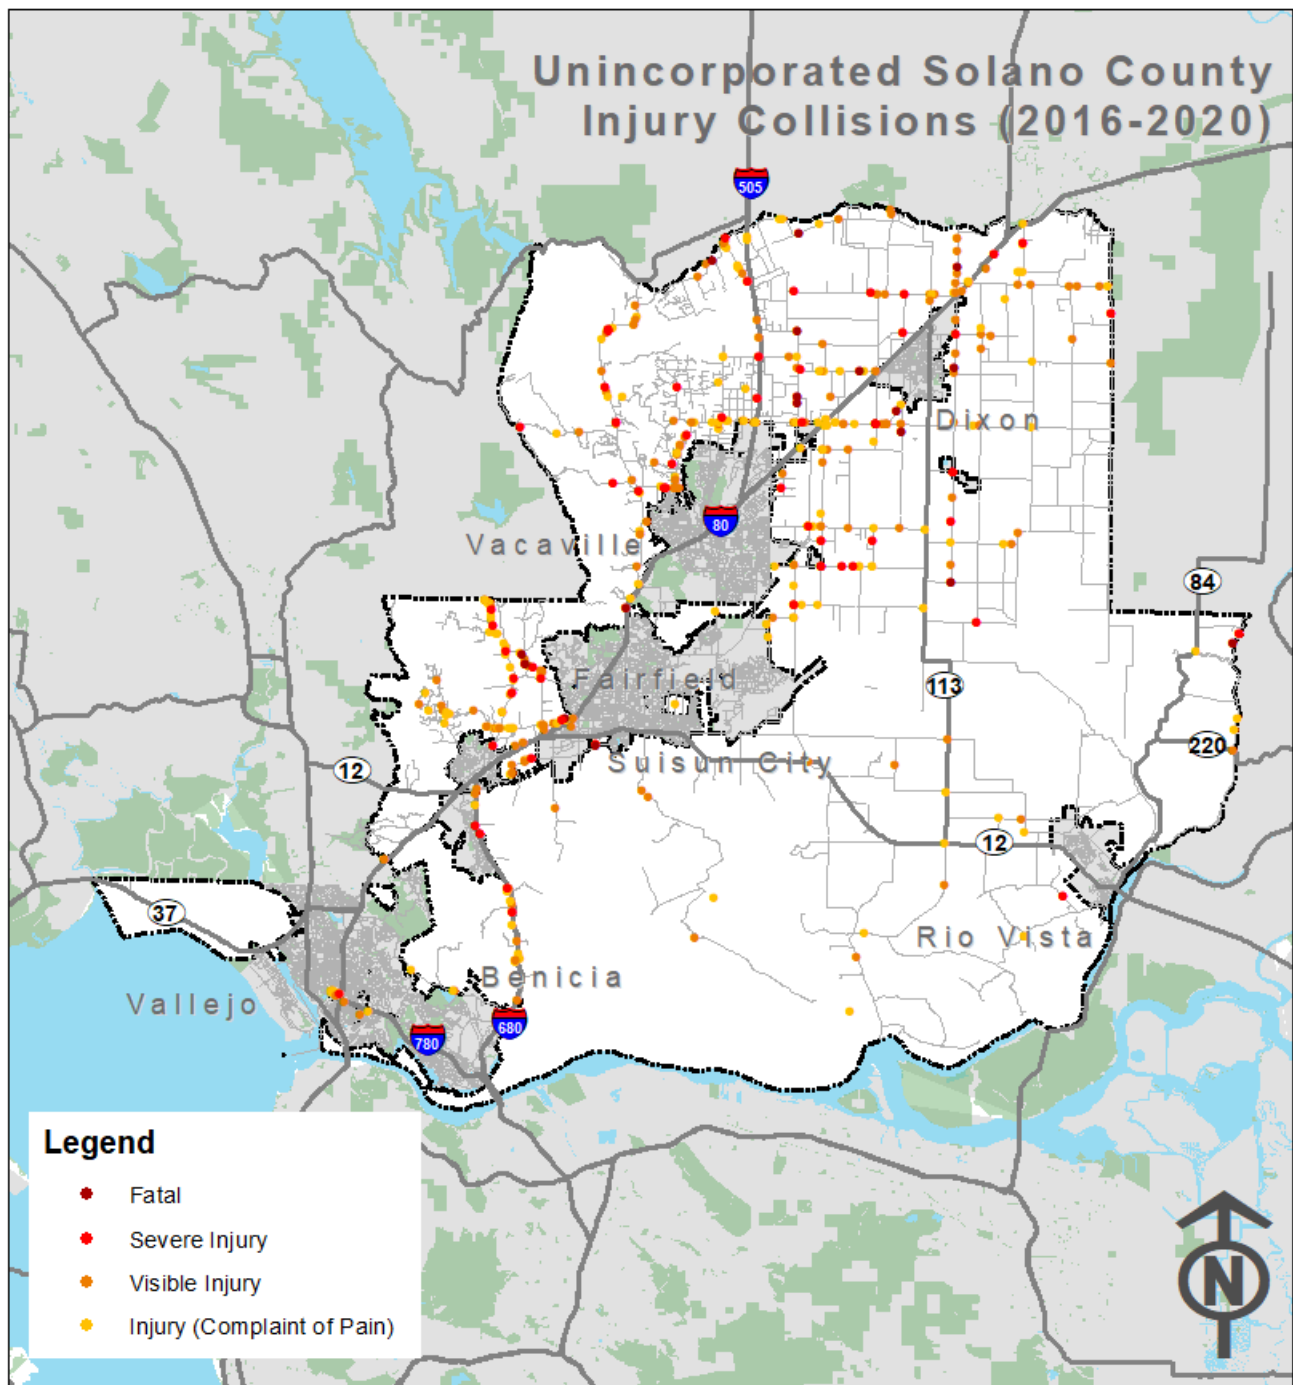 Unincorporated Solano County
Injury Collisions (2016-2020)
505
Dixon
80
Vacaville
84
Fairfield
113
220
Suisun City
12
12
37
Rio Vista
Benicia
Vallejo
680
780
Legend
Fatal
Severe Injury
Visible Injury
Injury (Complaint of Pain)
N